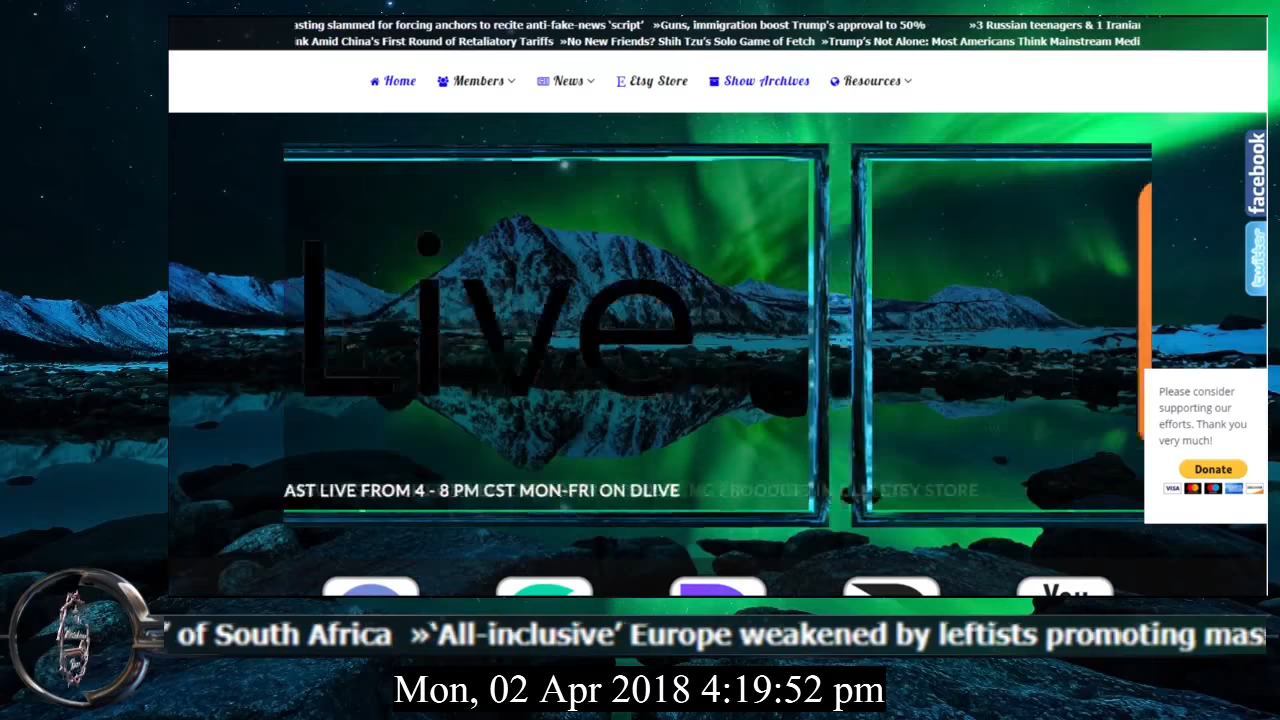 asting slammed for forcing anchors to recite anti-fake-news ‘script’ »Guns, immigration boost Trump's approval to 50% »3 Russian teenagers & 1 Iranian
nk Amid China's First Round of Retaliatory Tariffs »No New Friends? Shih Tzu’s Solo Game of Fetch »Trump’s Not Alone: Most Americans Think Mainstream Medi
Home Members News Etsy Store Show Archives Resources
facebook
twitter
Live
Please consider
supporting our
efforts. Thank you
very much!
Donate
VISA
AST LIVE FROM 4 - 8 PM CST MON-FRI ON DLIVE
ETSY STORE
You
’ of South Africa »‘All-inclusive’ Europe weakened by leftists promoting mas
Mon, 02 Apr 2018 4:19:52 pm